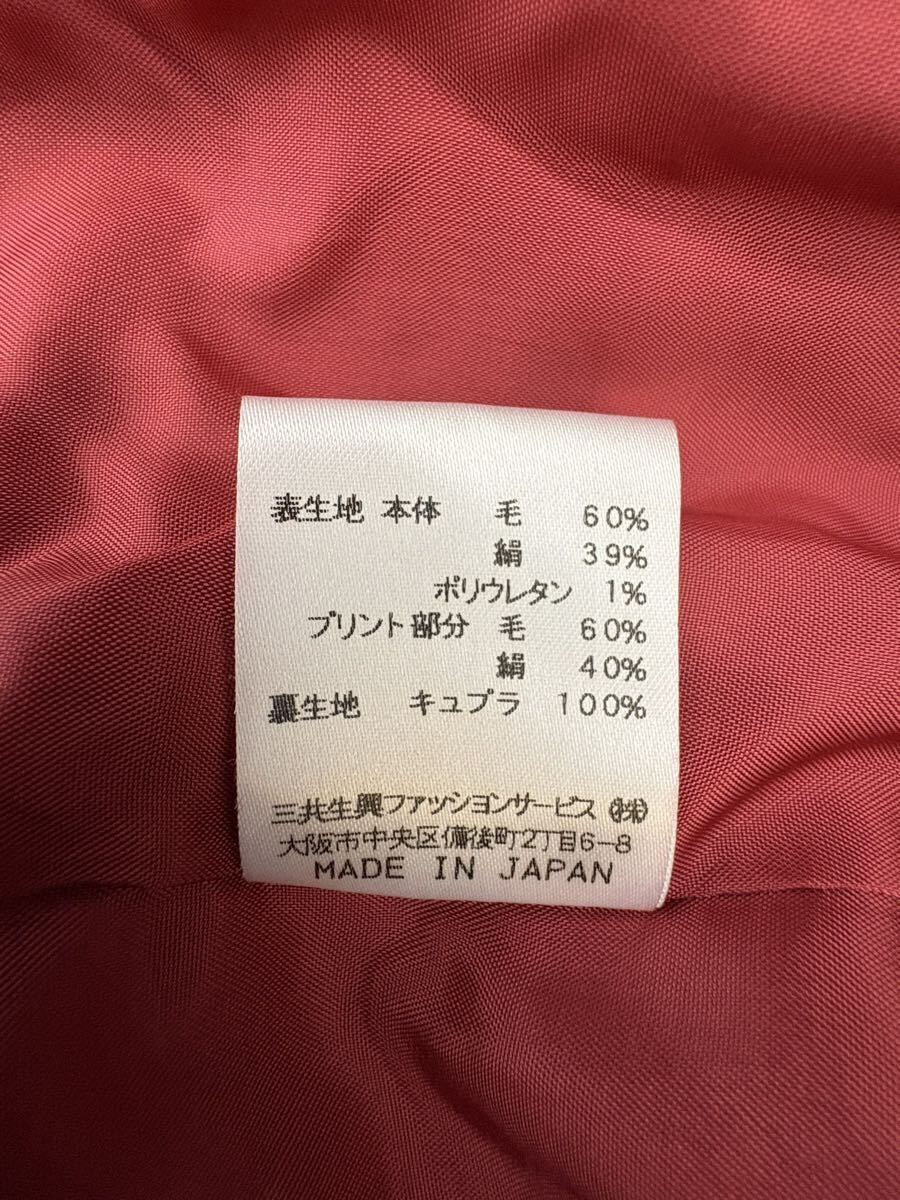 表生地 本体 毛 60%
絹 39%
ポリウレタン 1%
プリント部分 毛 60%
絹 40%
裏生地 キュプラ 100%
三共生興ファッションサービス㈱
大阪市中央区備後町2丁目6-8
MADE IN JAPAN